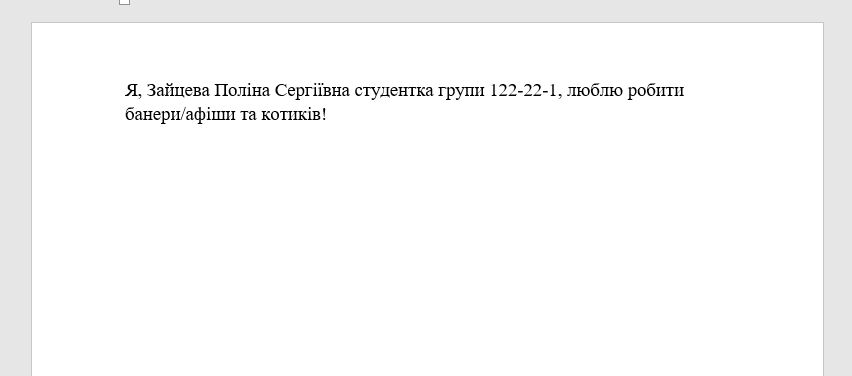 Я, Зайцева Поліна Сергіївна студентка групи 122-22-1, люблю робити
банери/афіши та котиків!